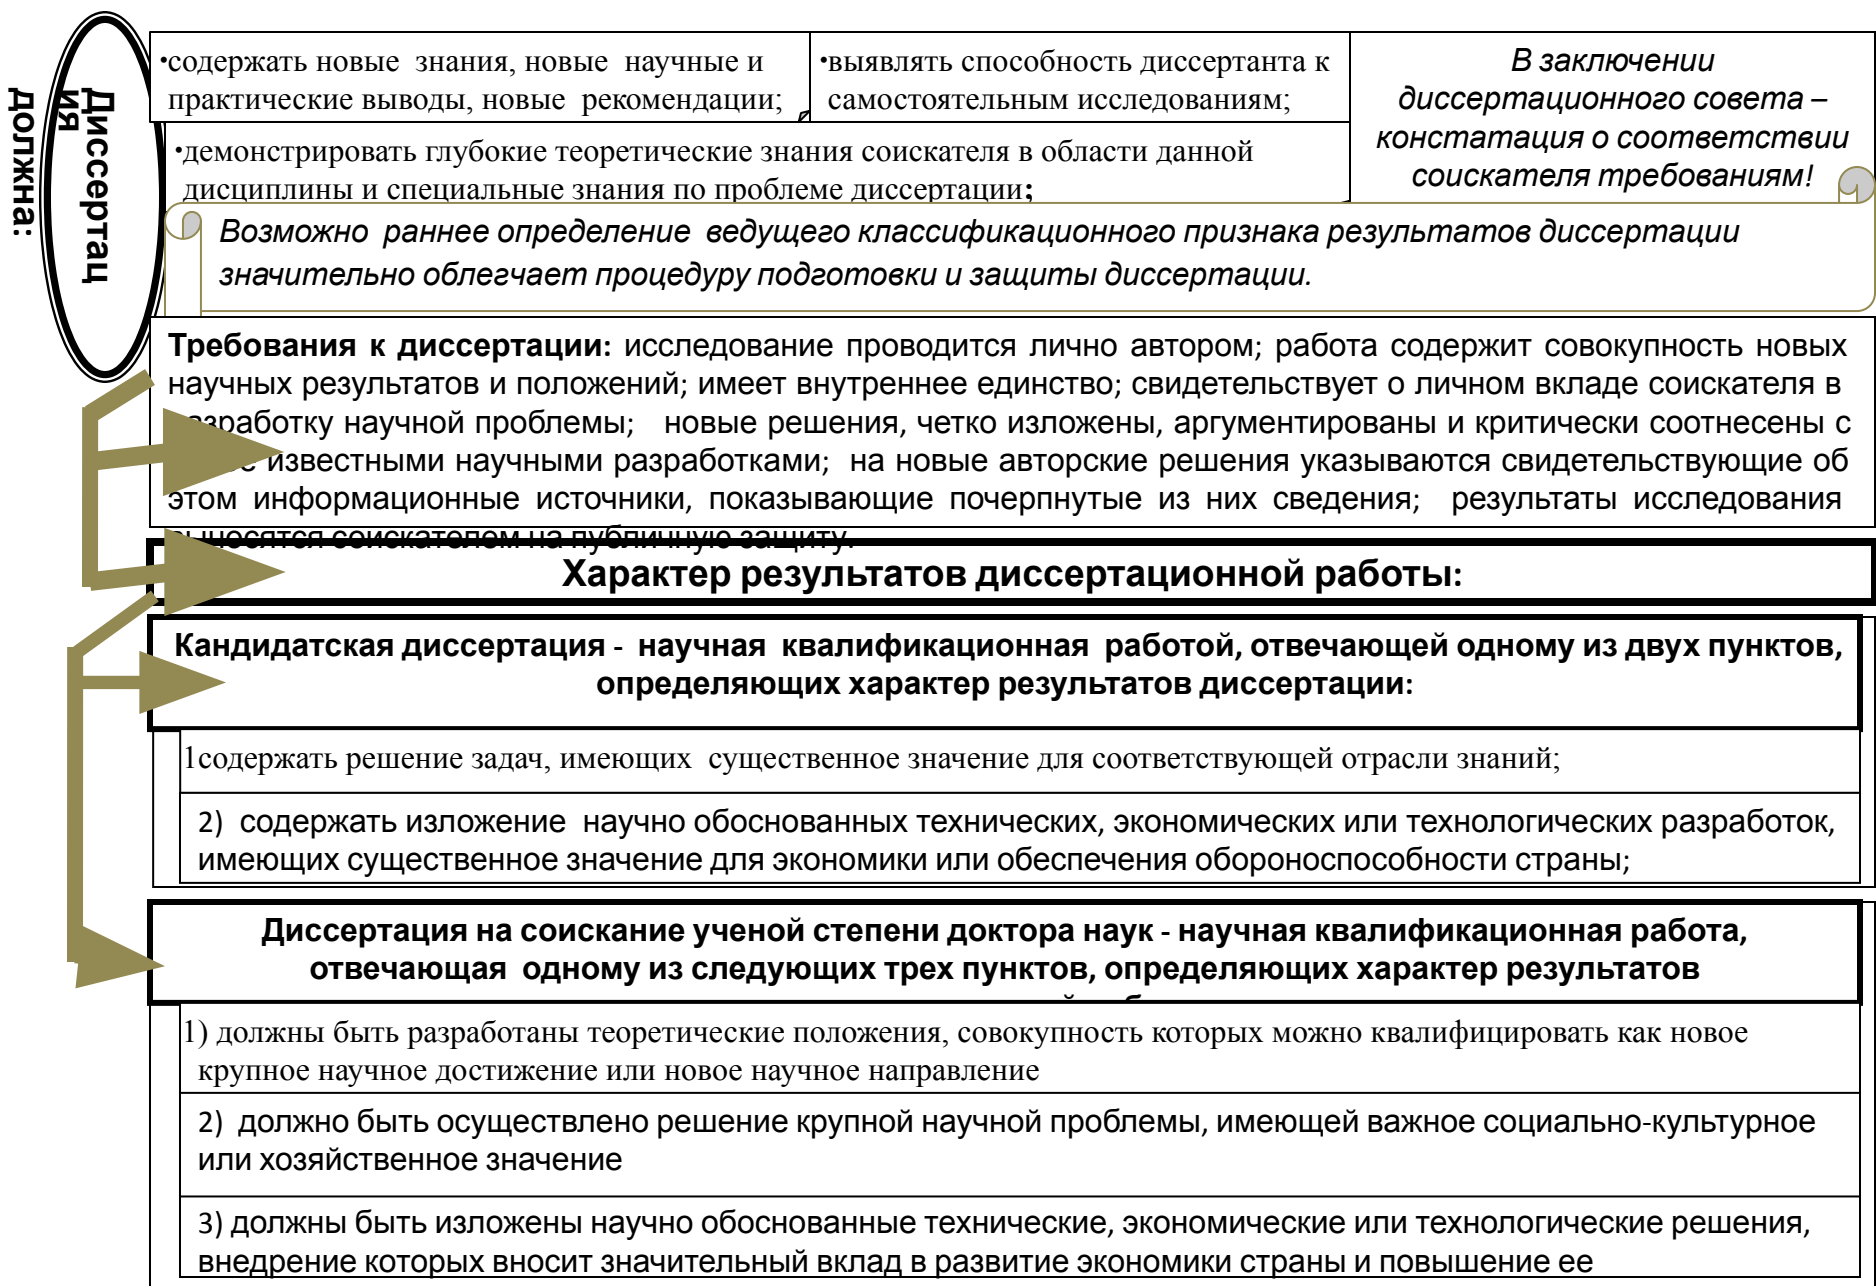 Диссертац
ия
должна:
•содержать новые знания, новые научные и
практические выводы, новые рекомендации;
•выявлять способность диссертанта к
самостоятельным исследованиям;
В заключении
диссертационного совета –
констатация о соответствии
соискателя требованиям!
•демонстрировать глубокие теоретические знания соискателя в области данной
дисциплины и специальные знания по проблеме диссертации;
Возможно раннее определение ведущего классификационного признака результатов диссертации
значительно облегчает процедуру подготовки и защиты диссертации.
Требования к диссертации: исследование проводится лично автором; работа содержит совокупность новых
научных результатов и положений; имеет внутреннее единство; свидетельствует о личном вкладе соискателя в
разработку научной проблемы; новые решения, четко изложены, аргументированы и критически соотнесены с
известными научными разработками; на новые авторские решения указываются свидетельствующие об
этом информационные источники, показывающие почерпнутые из них сведения; результаты исследования
выносятся соискателем на публичную защиту.
Характер результатов диссертационной работы:
Кандидатская диссертация - научная квалификационная работой, отвечающей одному из двух пунктов,
определяющих характер результатов диссертации:
1содержать решение задач, имеющих существенное значение для соответствующей отрасли знаний;
2) содержать изложение научно обоснованных технических, экономических или технологических разработок,
имеющих существенное значение для экономики или обеспечения обороноспособности страны;
Диссертация на соискание ученой степени доктора наук - научная квалификационная работа,
отвечающая одному из следующих трех пунктов, определяющих характер результатов
1) должны быть разработаны теоретические положения, совокупность которых можно квалифицировать как новое
крупное научное достижение или новое научное направление
2) должно быть осуществлено решение крупной научной проблемы, имеющей важное социально-культурное
или хозяйственное значение
3) должны быть изложены научно обоснованные технические, экономические или технологические решения,
внедрение которых вносит значительный вклад в развитие экономики страны и повышение ее